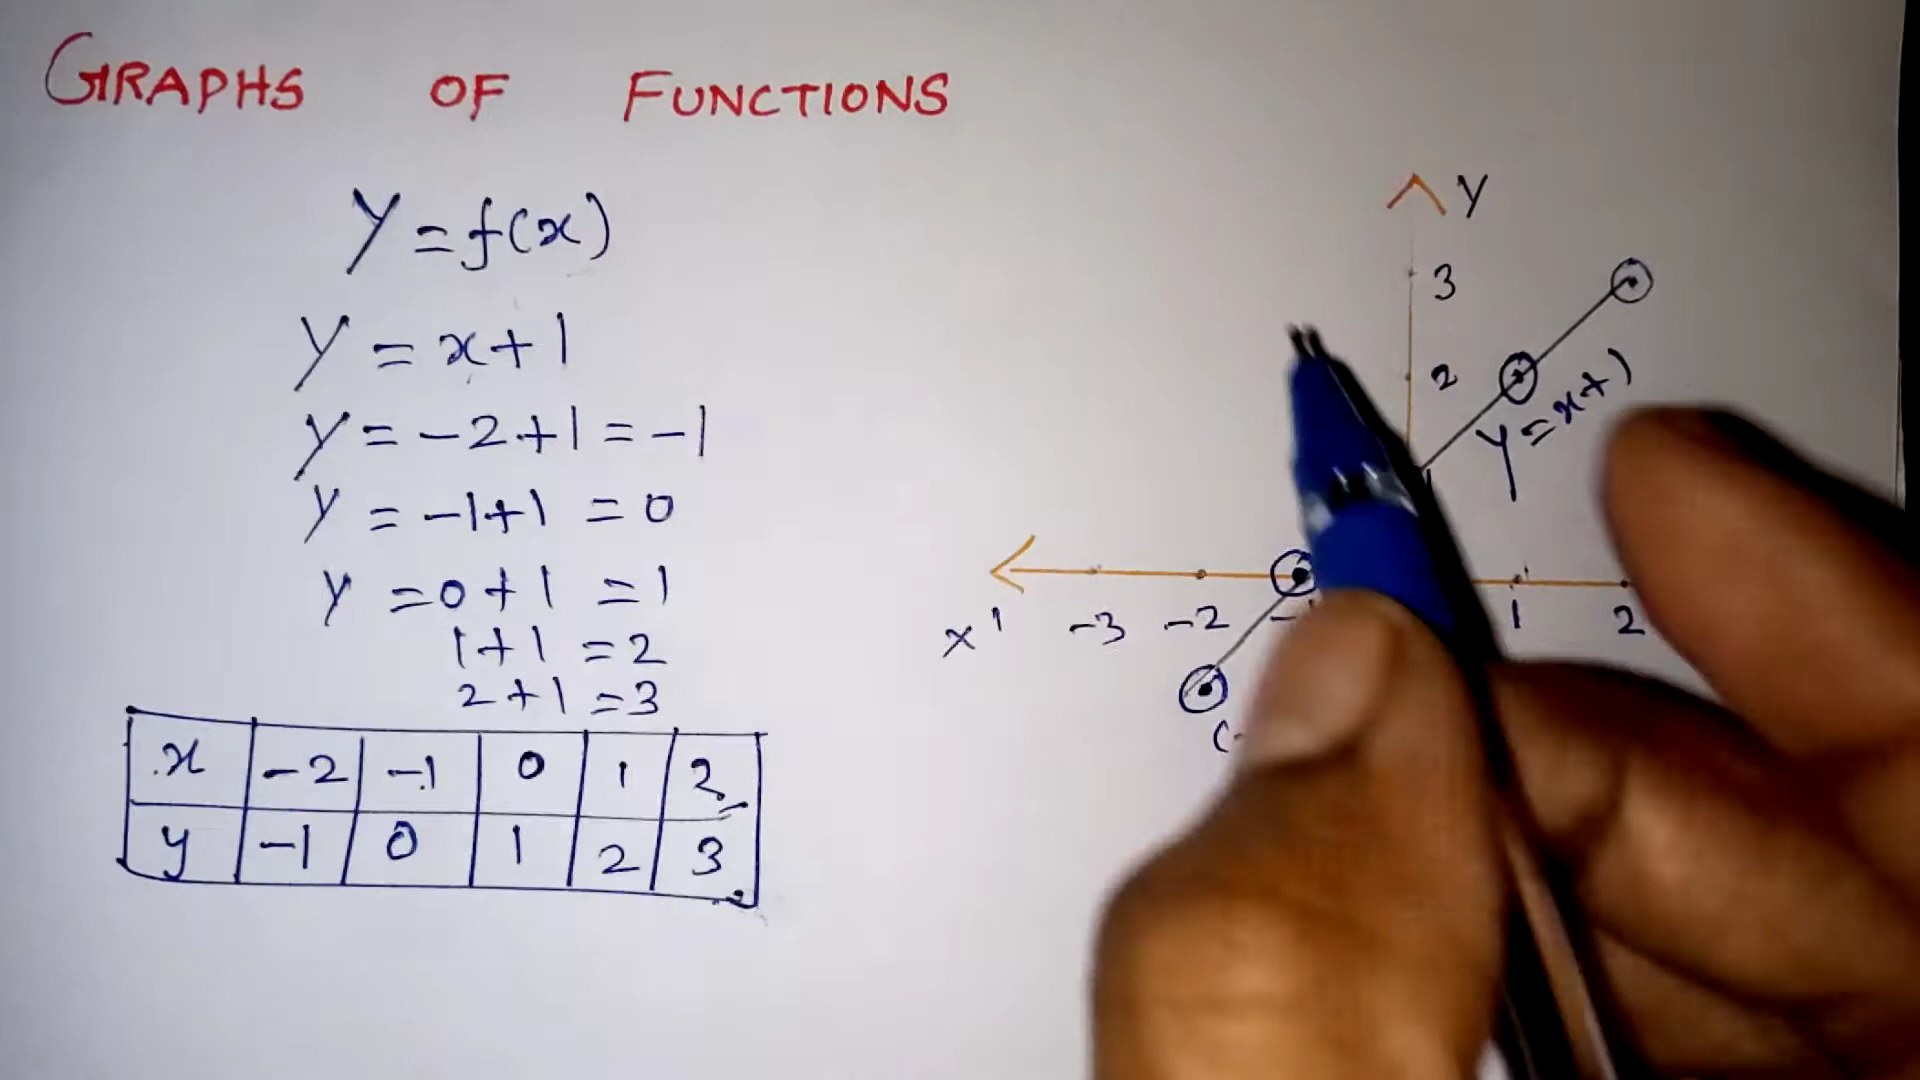 GRAPHS OF FUNCTIONS
Y = f(x)
Y = x+1
Y = -2+1 = -1
Y = -1+1 = 0
Y = 0+1 = 1
1+1 = 2
2+1 = 3
x -2 -1 0 1 2
y -1 0 1 2 3
Y
3
2
Y = x+1
x' -3 -2 1 2